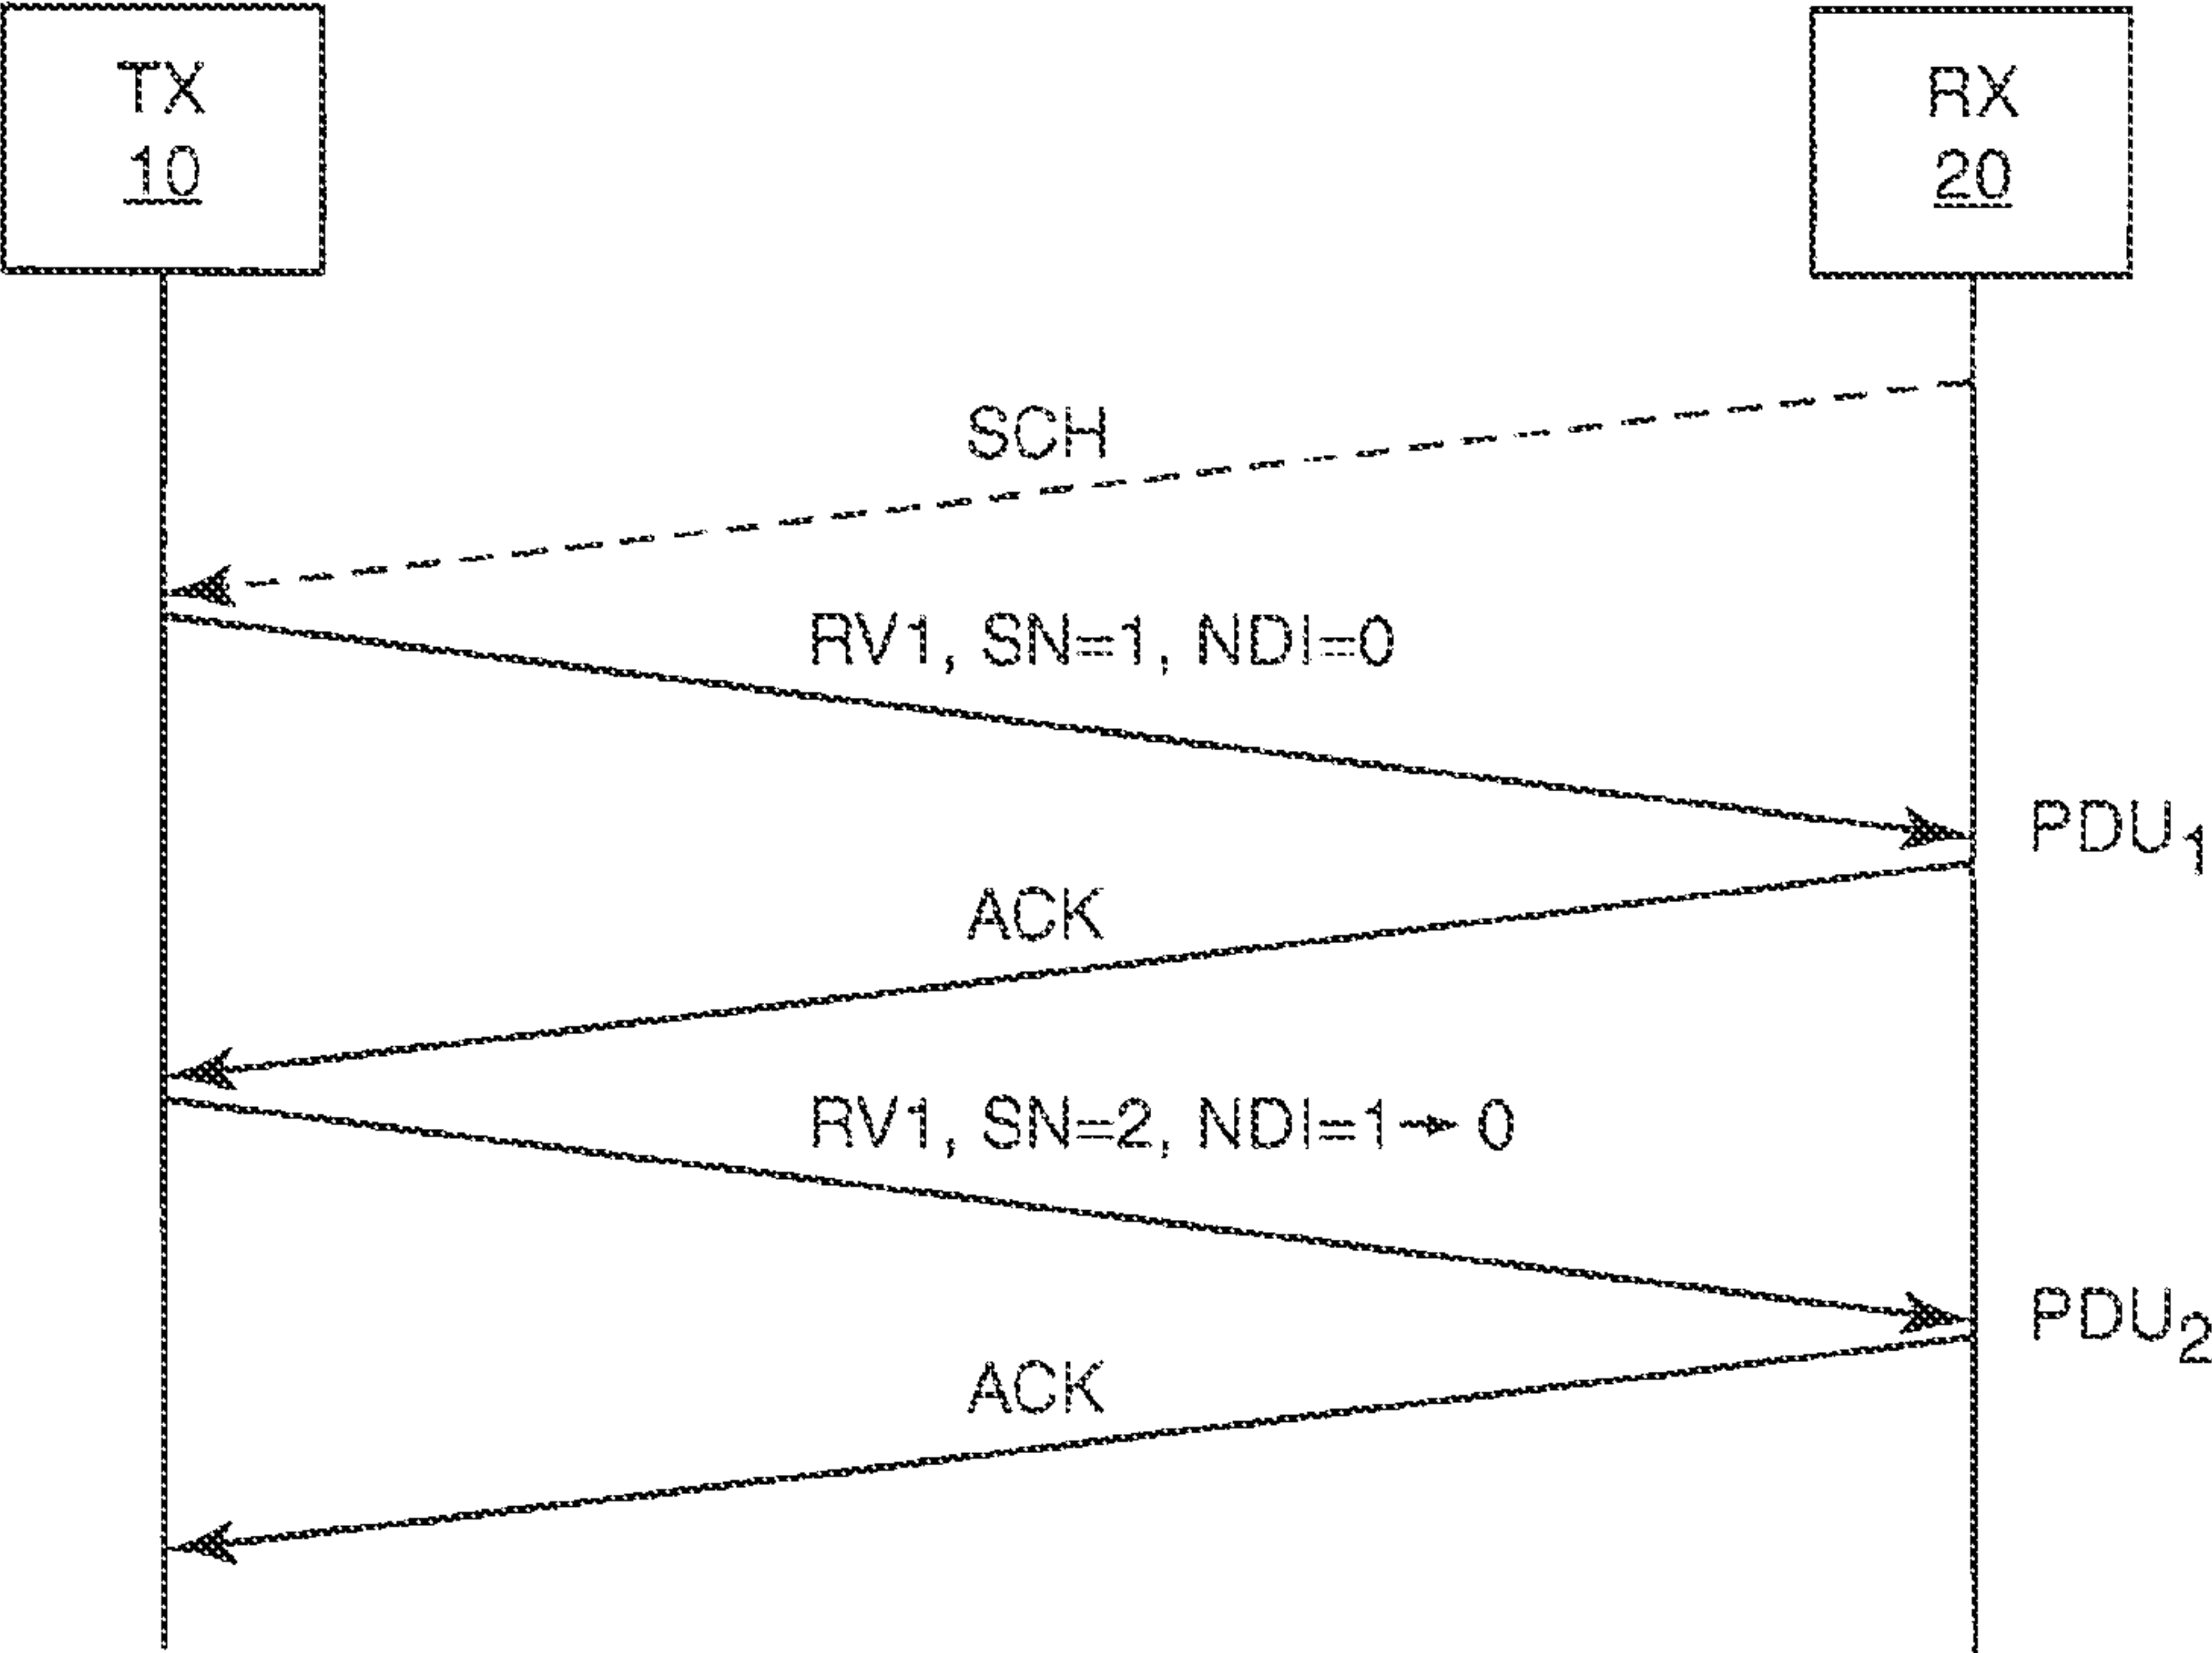 TX
10
RX
20
SCH
RV1, SN=1, NDI=0
PDU₁
ACK
RV1, SN=2, NDI=1→0
PDU₂
ACK